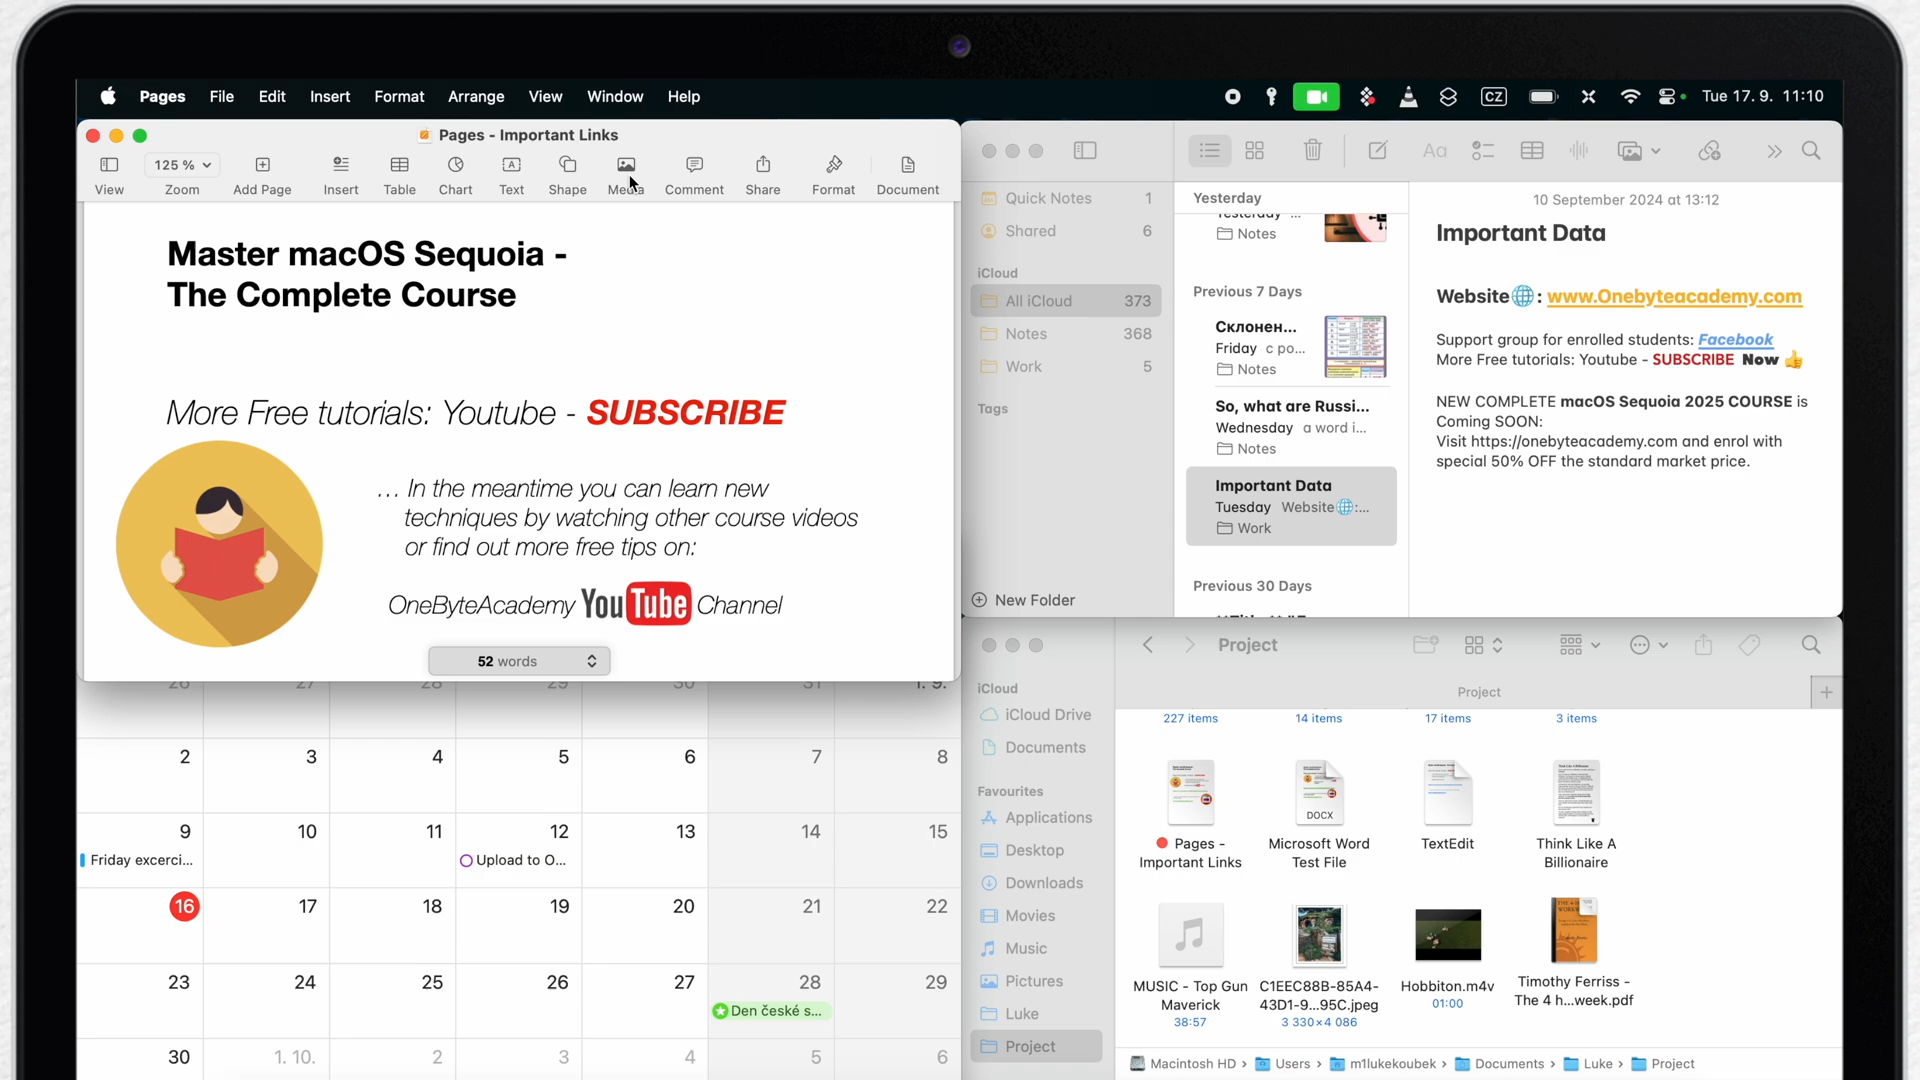 Pages File Edit Insert Format Arrange View Window Help
CZ Tue 17. 9. 11:10
Pages - Important Links
125 %
View Zoom Add Page Insert Table Chart Text Shape Media Comment Share Format Document
Master macOS Sequoia -
The Complete Course
More Free tutorials: Youtube - SUBSCRIBE
... In the meantime you can learn new
techniques by watching other course videos
or find out more free tips on:
OneByteAcademy YouTube Channel
52 words
Quick Notes 1
Shared 6
iCloud
All iCloud 373
Notes 368
Work 5
Tags
New Folder
Yesterday
Yesterday ...
Notes
Previous 7 Days
Склонен...
Friday с ро...
Notes
So, what are Russi...
Wednesday a word i...
Notes
Important Data
Tuesday Website🌐:...
Work
Previous 30 Days
Aa
10 September 2024 at 13:12
Important Data
Website🌐: www.Onebyteacademy.com
Support group for enrolled students: Facebook
More Free tutorials: Youtube - SUBSCRIBE Now 👍
NEW COMPLETE macOS Sequoia 2025 COURSE is
Coming SOON:
Visit https://onebyteacademy.com and enrol with
special 50% OFF the standard market price.
26 27 28 29 30 31 1. 9.
2 3 4 5 6 7 8
9 10 11 12 13 14 15
Friday excerci... Upload to O...
16 17 18 19 20 21 22
23 24 25 26 27 28 29
Den české s...
30 1. 10. 2 3 4 5 6
Project
Project
iCloud
iCloud Drive
Documents
Favourites
Applications
Desktop
Downloads
Movies
Music
Pictures
Luke
Project
227 items 14 items 17 items 3 items
DOCX
Pages - Important Links
Microsoft Word Test File
TextEdit
Think Like A Billionaire
MUSIC - Top Gun Maverick
38:57
C1EEC88B-85A4-
43D1-9...95C.jpeg
3 330×4 086
Hobbiton.m4v
01:00
Timothy Ferriss -
The 4 h...week.pdf
Macintosh HD › Users › m1lukekoubek › Documents › Luke › Project